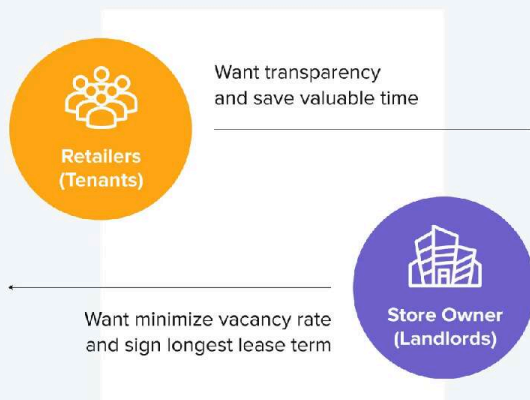 Want transparency
and save valuable time
Retailers
(Tenants)
Store Owner
(Landlords)
Want minimize vacancy rate
and sign longest lease term